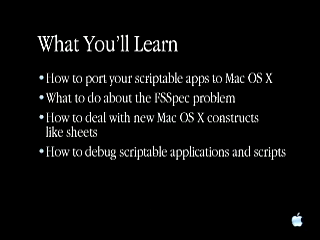 What You'll Learn
•How to port your scriptable apps to Mac OS X
•What to do about the FSSpec problem
•How to deal with new Mac OS X constructs
like sheets
•How to debug scriptable applications and scripts